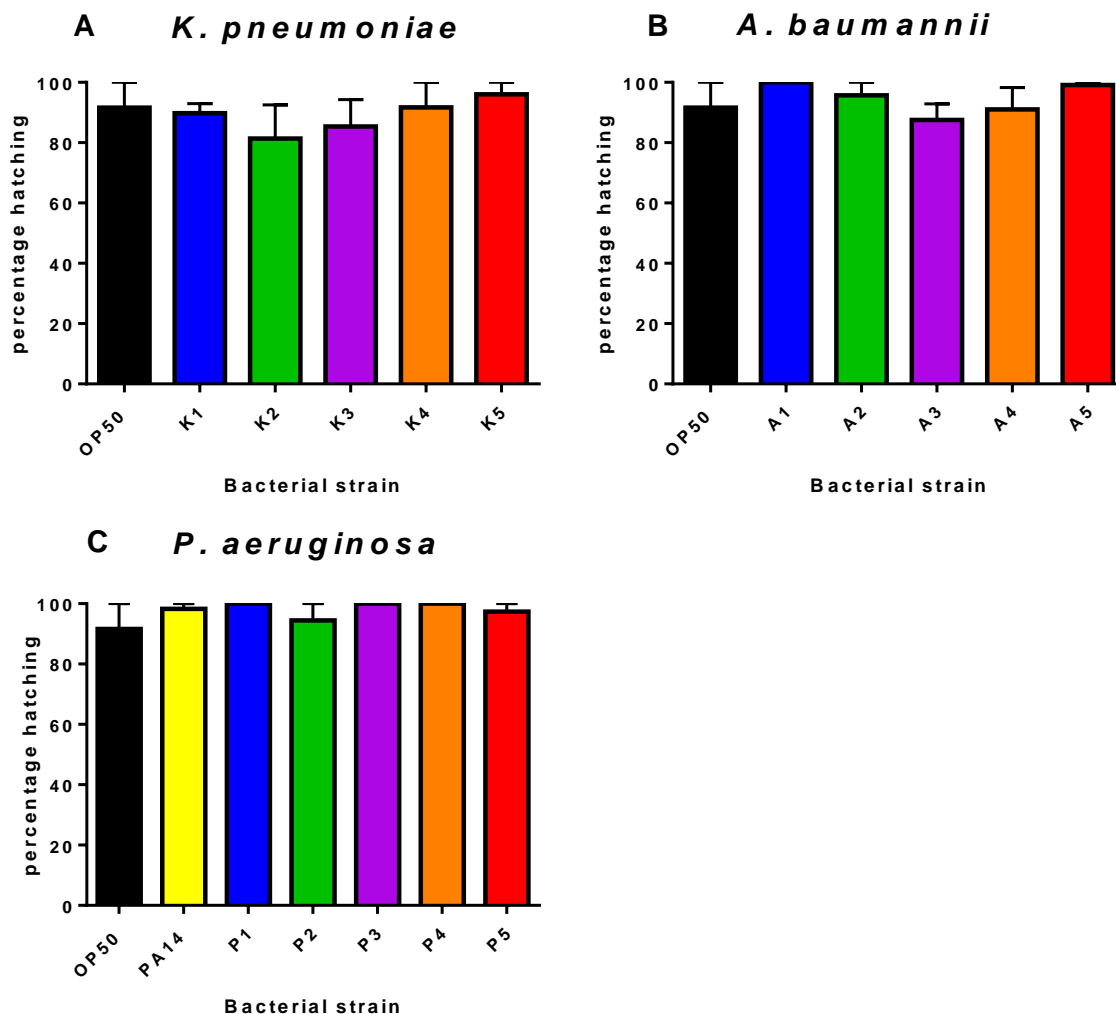 A K. pneumoniae
percentage hatching
100
80
60
40
20
0
OP50 K1 K2 K3 K4 K5
Bacterial strain
B A. baumannii
percentage hatching
100
80
60
40
20
0
OP50 A1 A2 A3 A4 A5
Bacterial strain
C P. aeruginosa
percentage hatching
100
80
60
40
20
0
OP50 PA14 P1 P2 P3 P4 P5
Bacterial strain